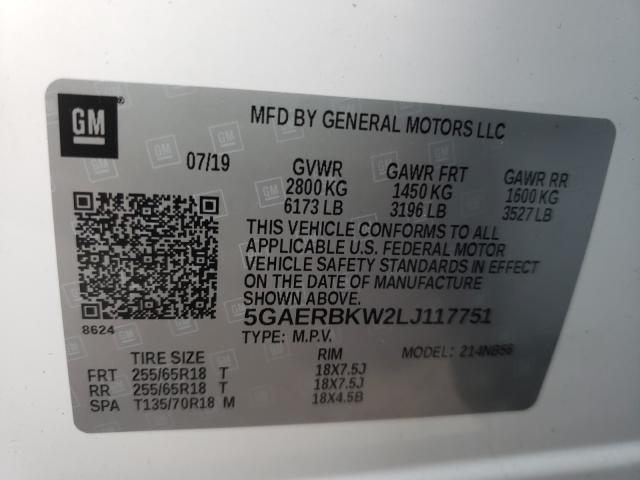 GM
MFD BY GENERAL MOTORS LLC
07/19 GVWR GAWR FRT GAWR RR
2800 KG 1450 KG 1600 KG
6173 LB 3196 LB 3527 LB
THIS VEHICLE CONFORMS TO ALL
APPLICABLE U.S. FEDERAL MOTOR
VEHICLE SAFETY STANDARDS IN EFFECT
ON THE DATE OF MANUFACTURE
SHOWN ABOVE.
8624
5GAERBKW2LJ117751
TYPE: M.P.V. MODEL: 214NB56
TIRE SIZE RIM
FRT 255/65R18 T 18X7.5J
RR 255/65R18 T 18X7.5J
SPA T135/70R18 M 18X4.5B